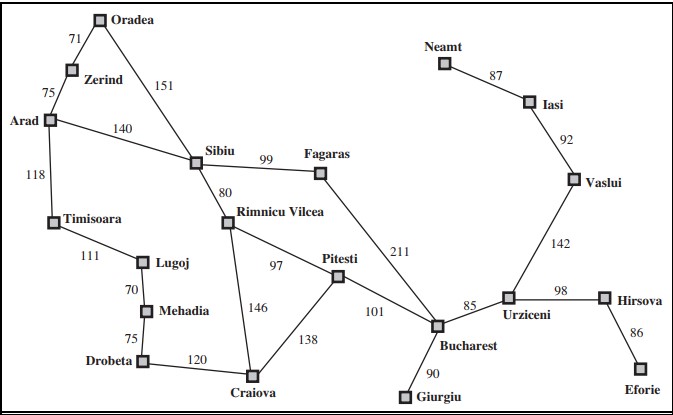 Oradea
71
Neamt
Zerind
87
151
75
Iasi
Arad
140
92
Sibiu
Fagaras
99
118
Vaslui
80
Timisoara
Rimnicu Vilcea
142
111
211
Lugoj
97
Pitesti
70
98
146
85
Hirsova
Mehadia
101
Urziceni
75
138
86
Bucharest
120
Drobeta
90
Craiova
Eforie
Giurgiu